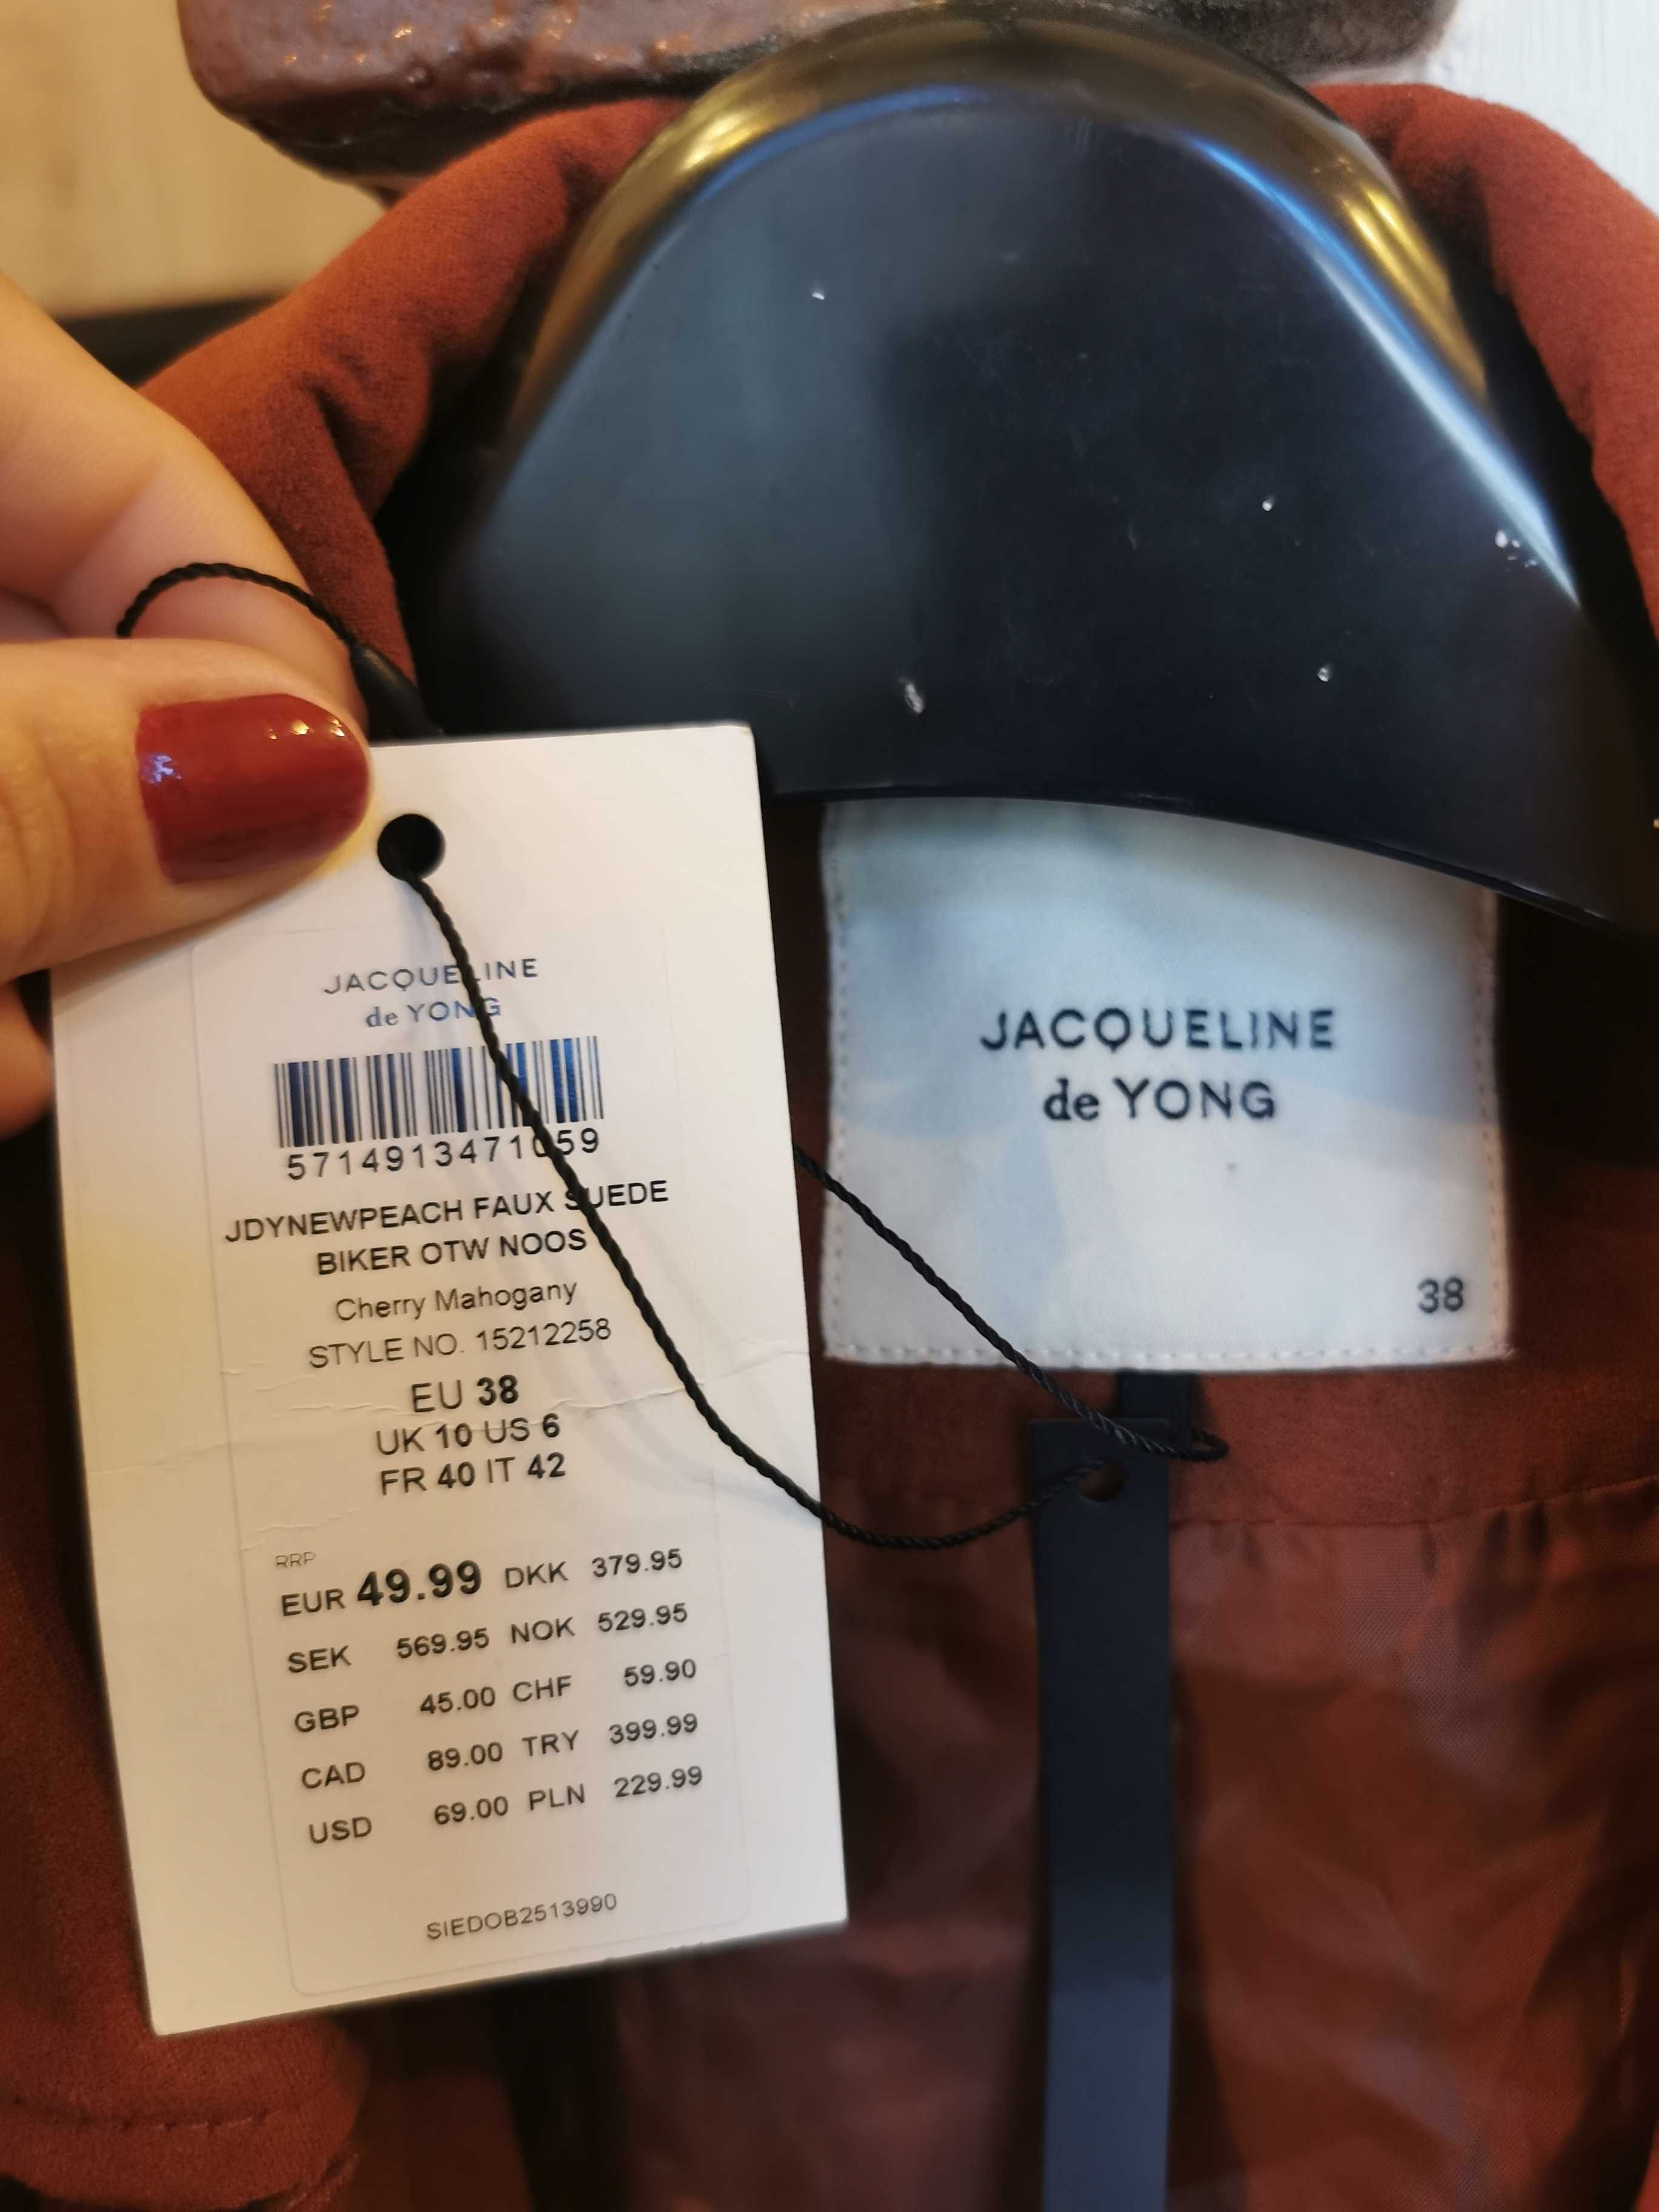 JACQUELINE
de YONG
5714913471059
JDYNEWPEACH FAUX SUEDE
BIKER OTW NOOS
Cherry Mahogany
STYLE NO. 15212258
EU 38
UK 10 US 6
FR 40 IT 42
RRP
EUR 49.99 DKK 379.95
SEK 569.95 NOK 529.95
GBP 45.00 CHF 59.90
CAD 89.00 TRY 399.99
USD 69.00 PLN 229.99
SIEDOB2513990
JACQUELINE
de YONG
38